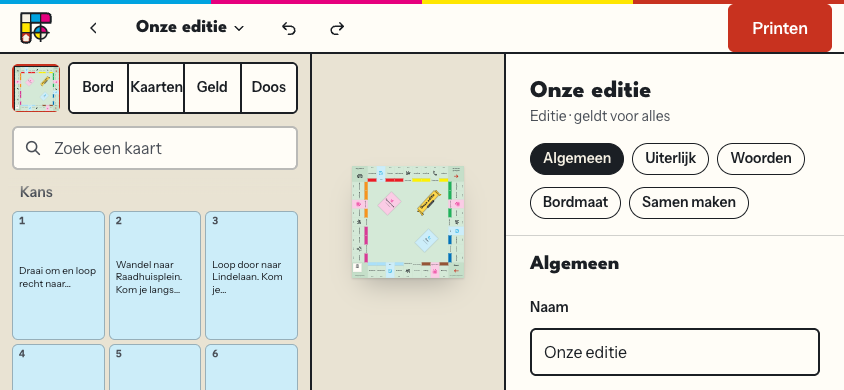 Onze editie
Printen
Bord
Kaarten
Geld
Doos
Zoek een kaart
Kans
1
Draai om en loop
recht naar...
2
Wandel naar
Raadhuisplein.
Kom je langs...
3
Loop door naar
Lindelaan. Kom
je...
4
5
6
Onze editie
Editie · geldt voor alles
Algemeen
Uiterlijk
Woorden
Bordmaat
Samen maken
Algemeen
Naam
Onze editie